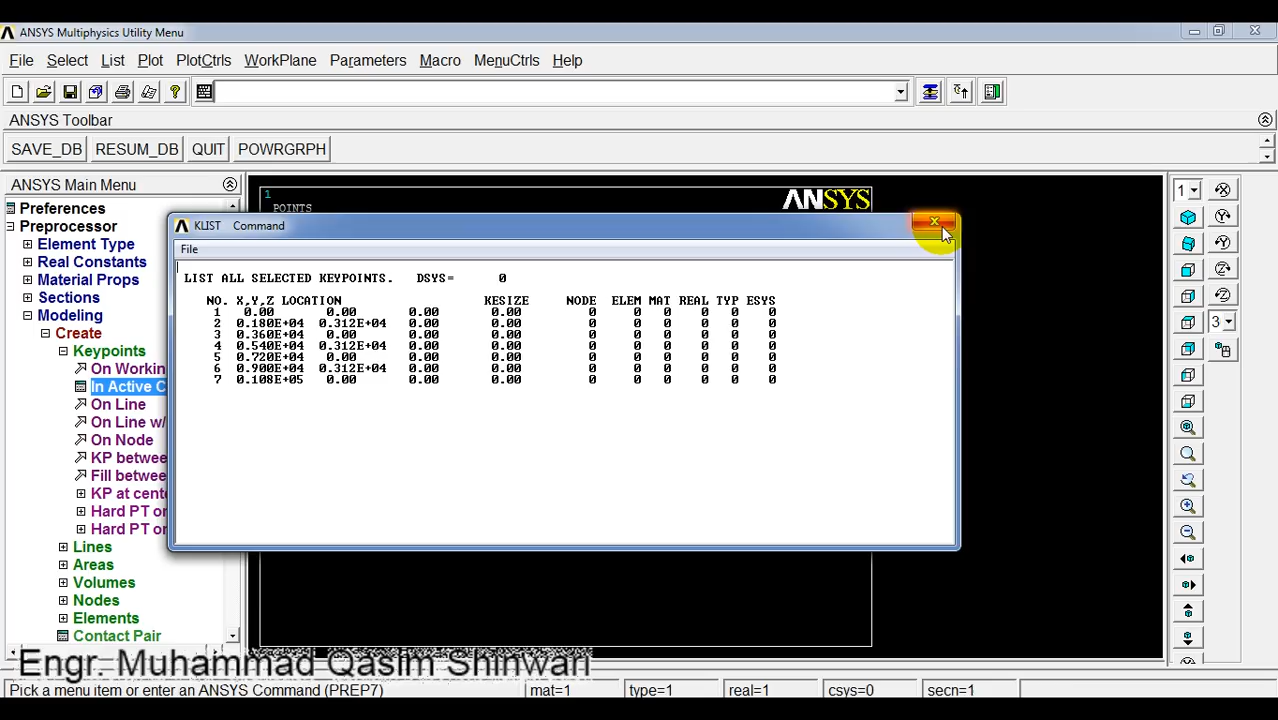 ANSYS Multiphysics Utility Menu
File Select List Plot PlotCtrls WorkPlane Parameters Macro MenuCtrls Help
ANSYS Toolbar
SAVE_DB RESUM_DB QUIT POWRGRPH
ANSYS Main Menu
Preferences
Preprocessor
Element Type
Real Constants
Material Props
Sections
Modeling
Create
Keypoints
On Workin
In Active C
On Line
On Line w/
On Node
KP betwee
Fill betwee
KP at cente
Hard PT or
Hard PT or
Lines
Areas
Volumes
Nodes
Elements
Contact Pair
1
POINTS
ANSYS
KLIST Command
File
LIST ALL SELECTED KEYPOINTS. DSYS= 0
NO. X,Y,Z LOCATION KESIZE NODE ELEM MAT REAL TYP ESYS
1 0.00 0.00 0.00 0.00 0 0 0 0 0 0
2 0.180E+04 0.312E+04 0.00 0.00 0 0 0 0 0 0
3 0.360E+04 0.00 0.00 0.00 0 0 0 0 0 0
4 0.540E+04 0.312E+04 0.00 0.00 0 0 0 0 0 0
5 0.720E+04 0.00 0.00 0.00 0 0 0 0 0 0
6 0.900E+04 0.312E+04 0.00 0.00 0 0 0 0 0 0
7 0.108E+05 0.00 0.00 0.00 0 0 0 0 0 0
1
3
Engr. Muhammad Qasim Shinwari
Pick a menu item or enter an ANSYS Command (PREP7) mat=1 type=1 real=1 csys=0 secn=1